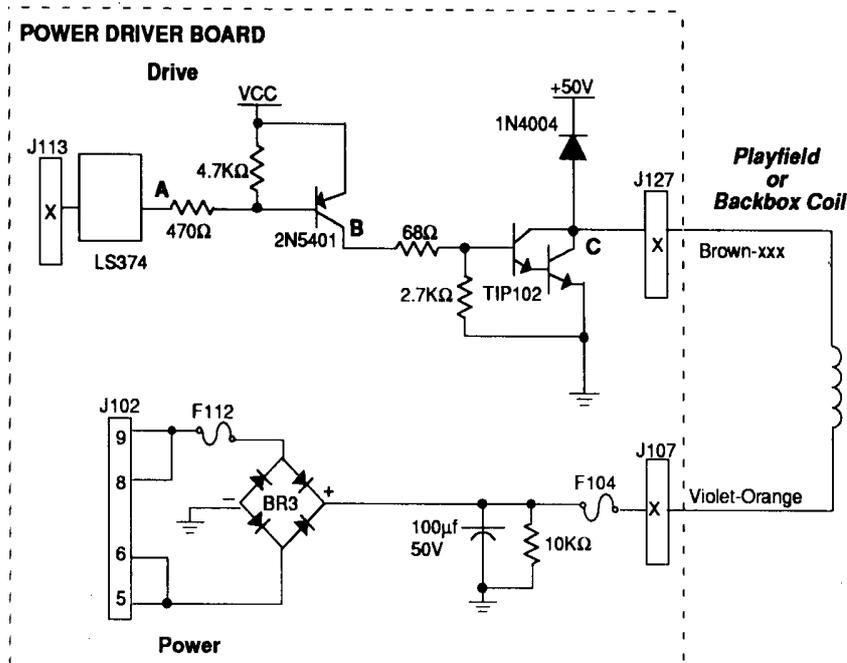 POWER DRIVER BOARD
Drive
VCC
+50V
1N4004
J113
4.7KΩ
A
X
470Ω
LS374
2N5401
B
68Ω
2.7KΩ
TIP102
C
J127
X
Playfield
or
Backbox Coil
Brown-xxx
J102
9
8
6
5
F112
–
BR3
+
100μf
50V
10KΩ
F104
J107
X
Violet-Orange
Power